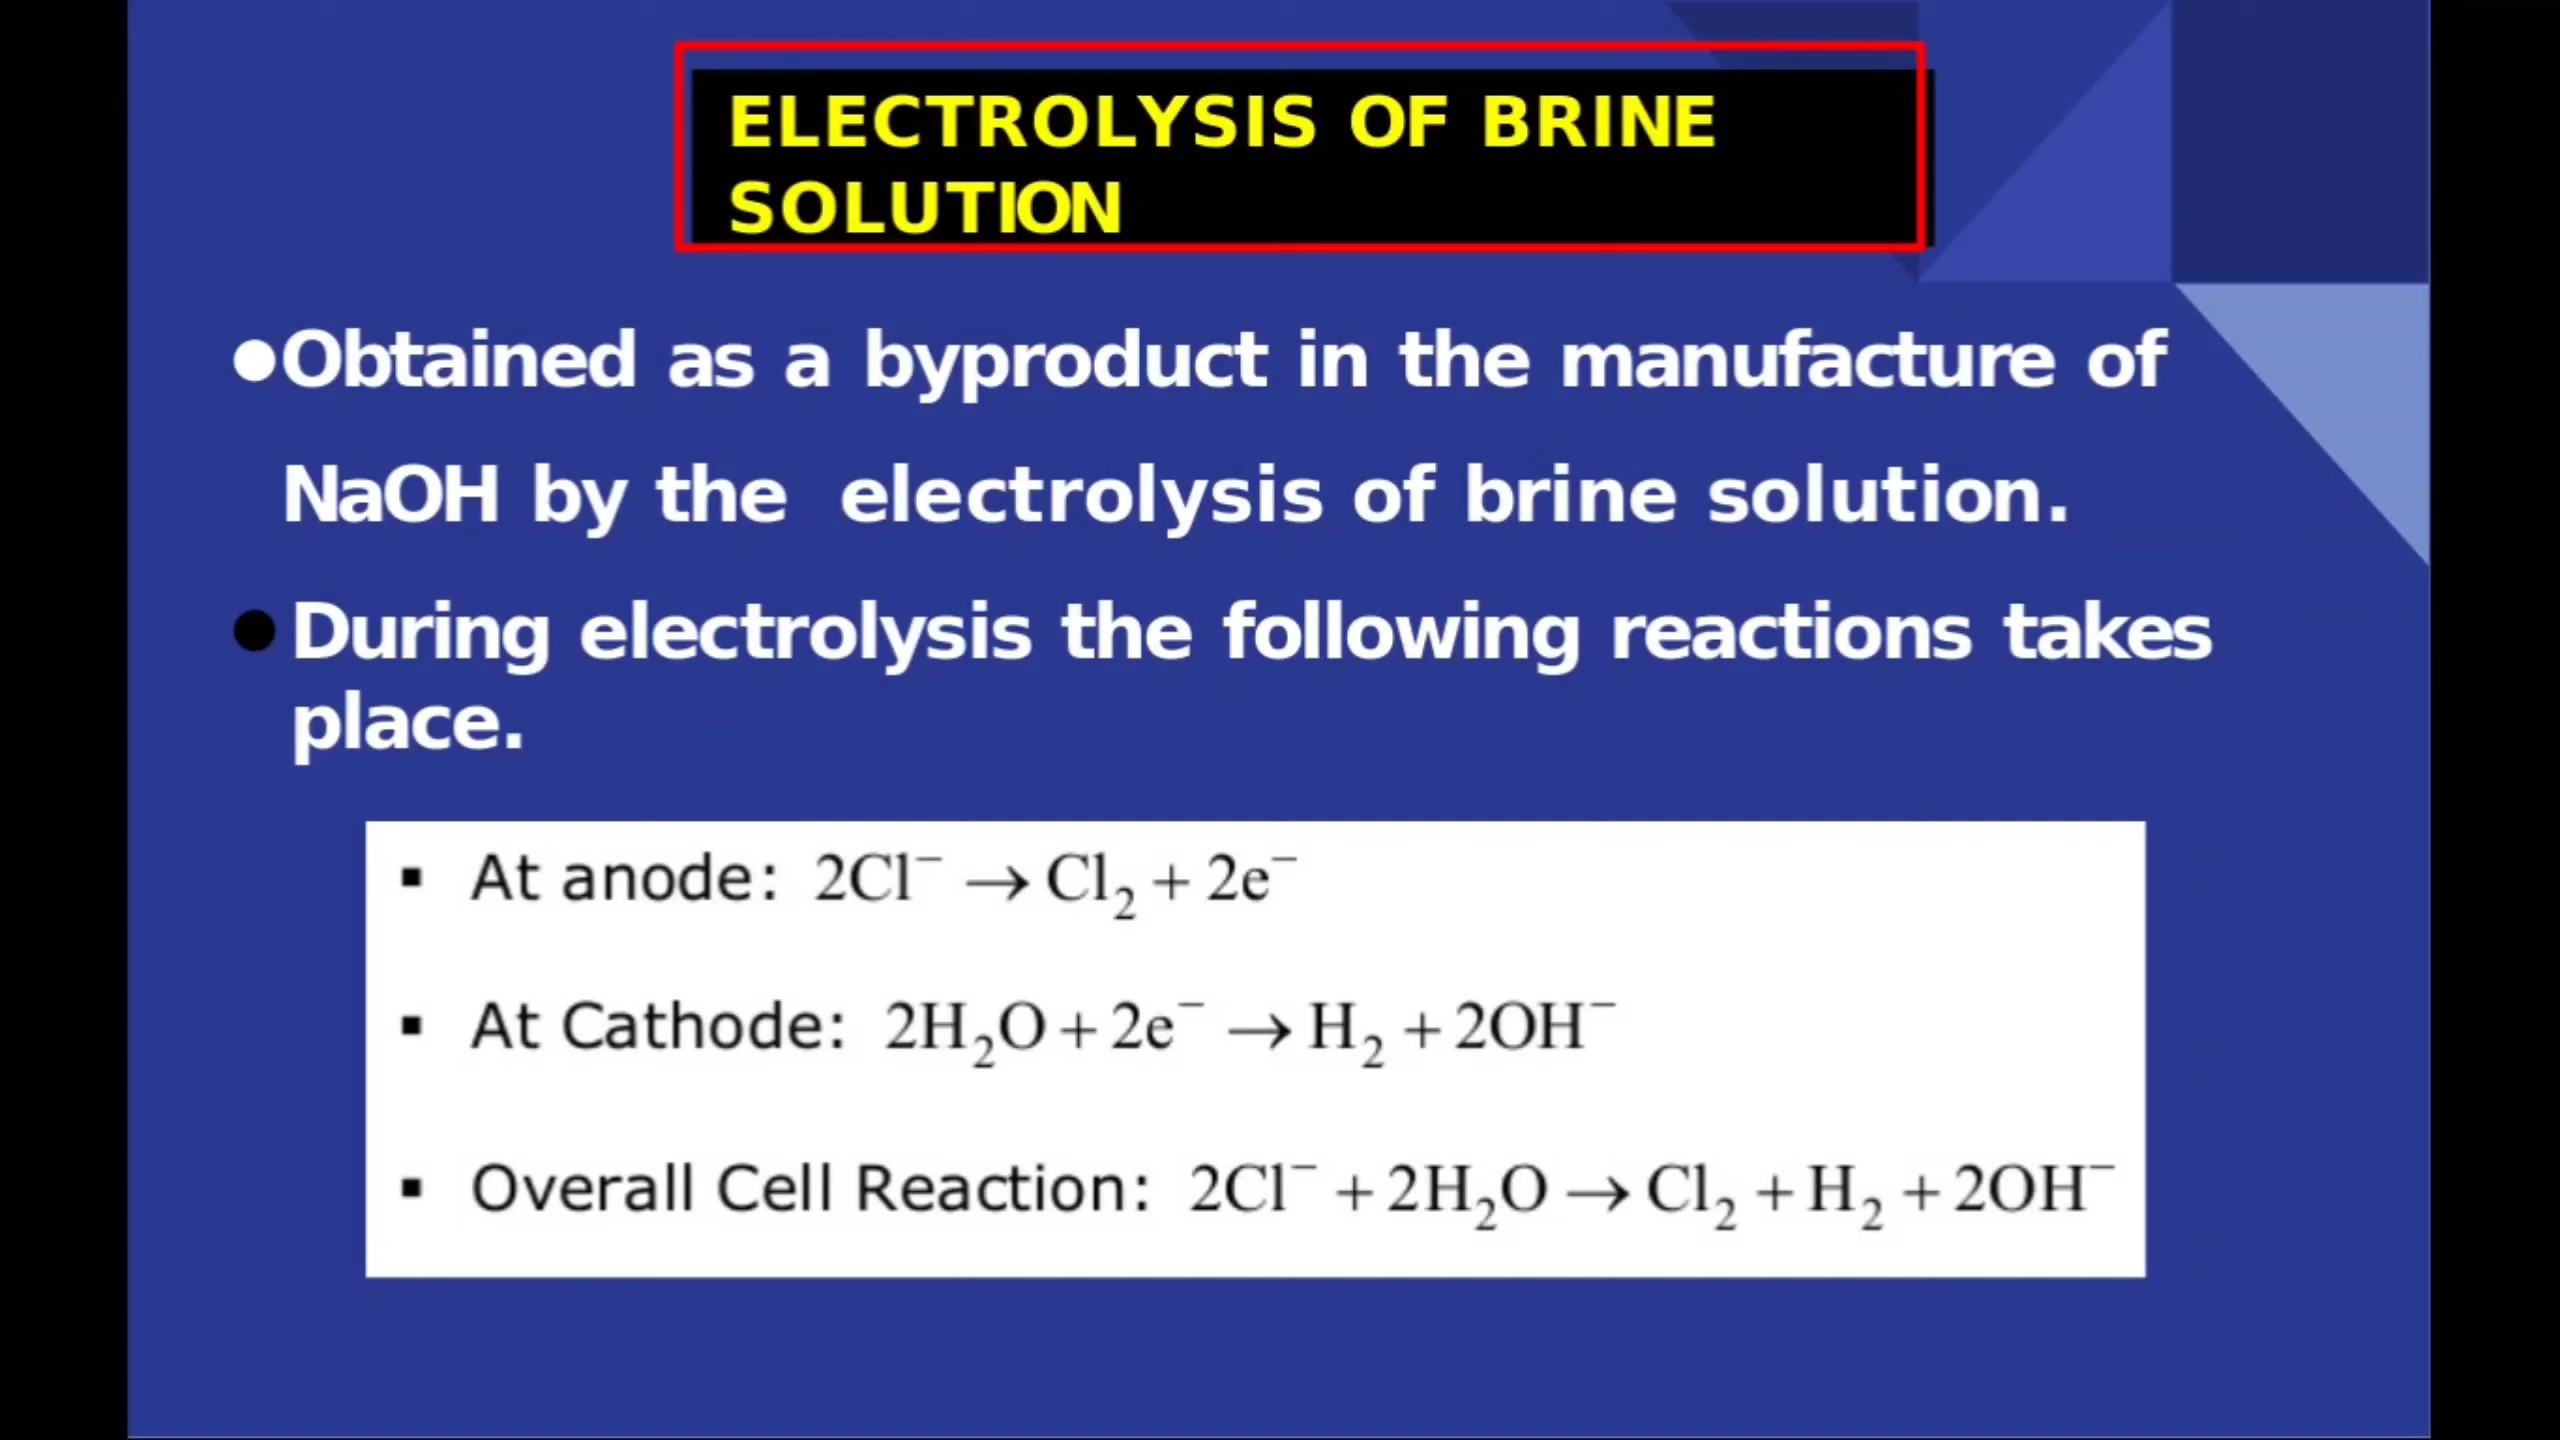 ELECTROLYSIS OF BRINE
SOLUTION
●Obtained as a byproduct in the manufacture of
NaOH by the electrolysis of brine solution.
● During electrolysis the following reactions takes
place.
▪ At anode: 2Cl⁻ → Cl₂ + 2e⁻
▪ At Cathode: 2H₂O + 2e⁻ → H₂ + 2OH⁻
▪ Overall Cell Reaction: 2Cl⁻ + 2H₂O → Cl₂ + H₂ + 2OH⁻